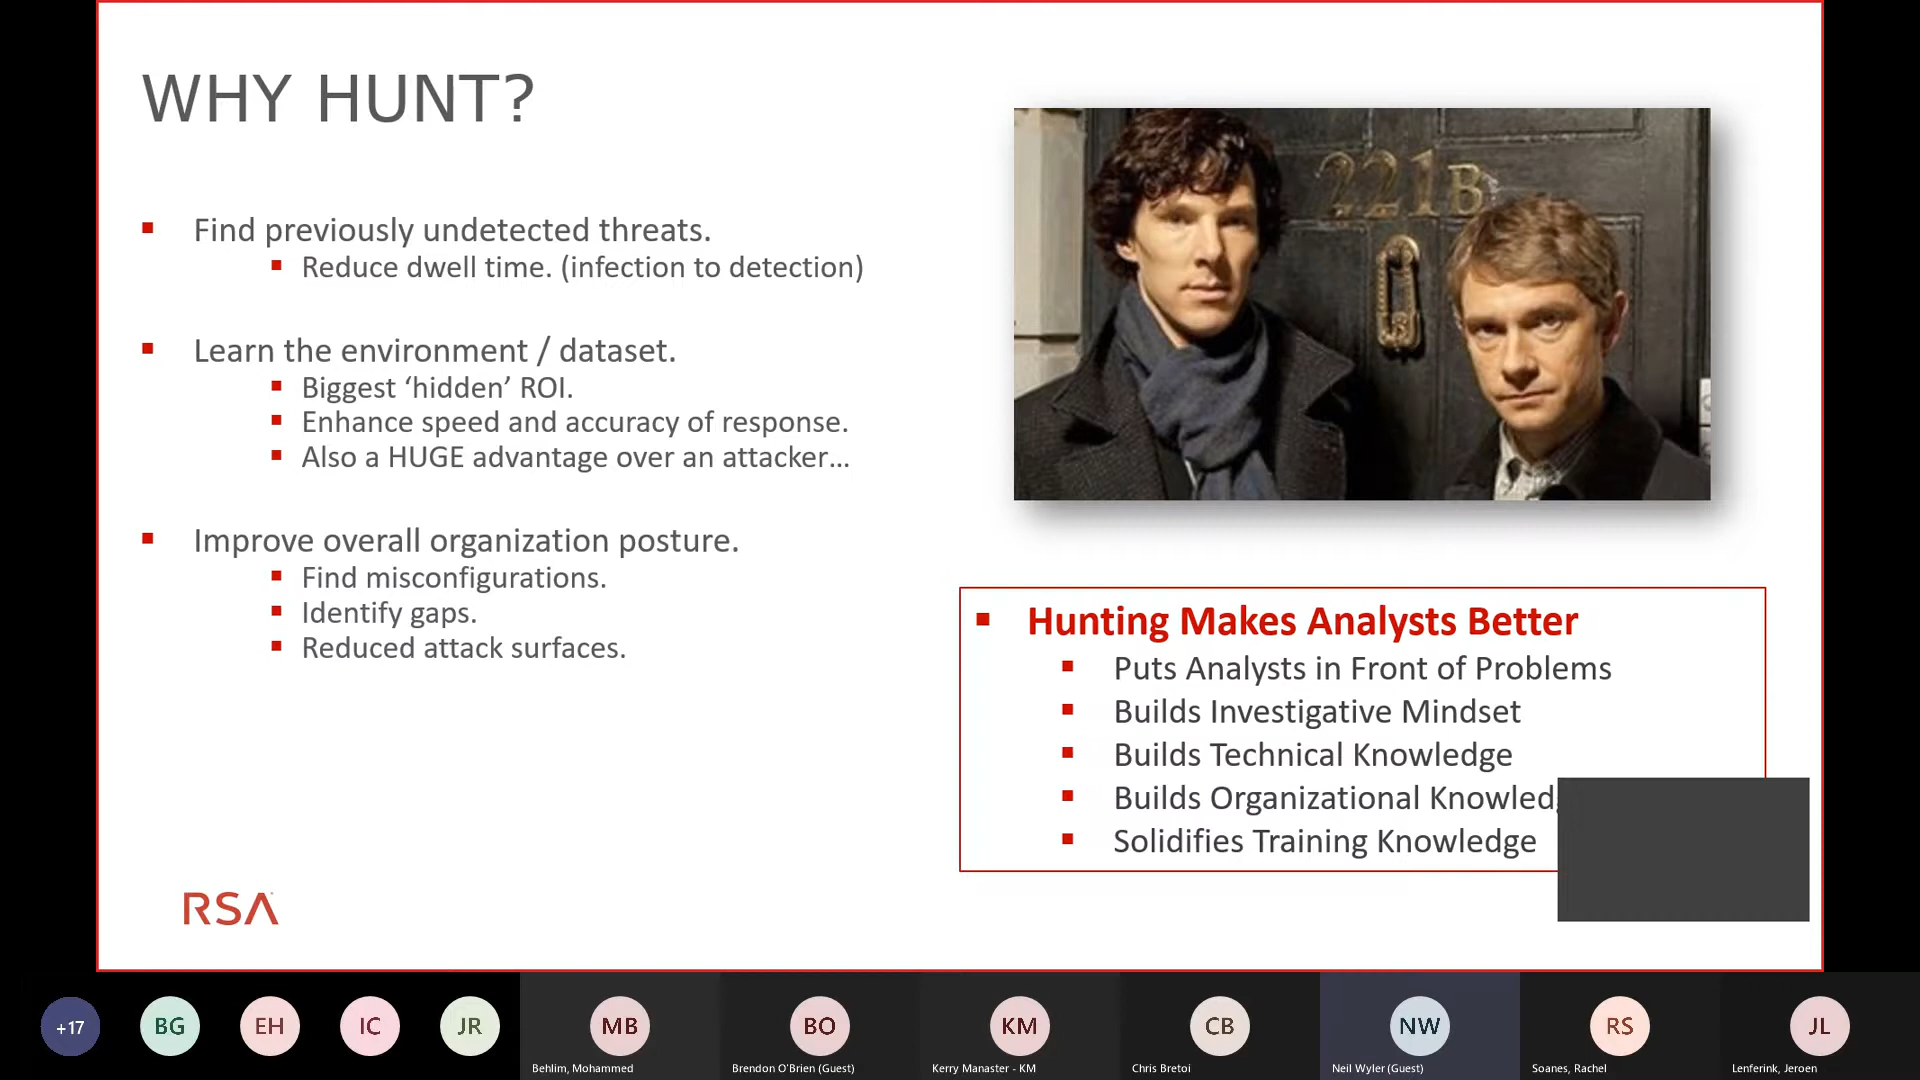 WHY HUNT?
Find previously undetected threats.
Reduce dwell time. (infection to detection)
Learn the environment / dataset.
Biggest ‘hidden’ ROI.
Enhance speed and accuracy of response.
Also a HUGE advantage over an attacker…
Improve overall organization posture.
Find misconfigurations.
Identify gaps.
Reduced attack surfaces.
221B
Hunting Makes Analysts Better
Puts Analysts in Front of Problems
Builds Investigative Mindset
Builds Technical Knowledge
Builds Organizational
Solidifies Training Knowledge
RSA
+17
BG
EH
IC
JR
MB
BO
KM
CB
NW
RS
JL
Behlim, Mohammed
Brendon O'Brien (Guest)
Kerry Manaster - KM
Chris Bretoi
Neil Wyler (Guest)
Soanes, Rachel
Lenferink, Jeroen